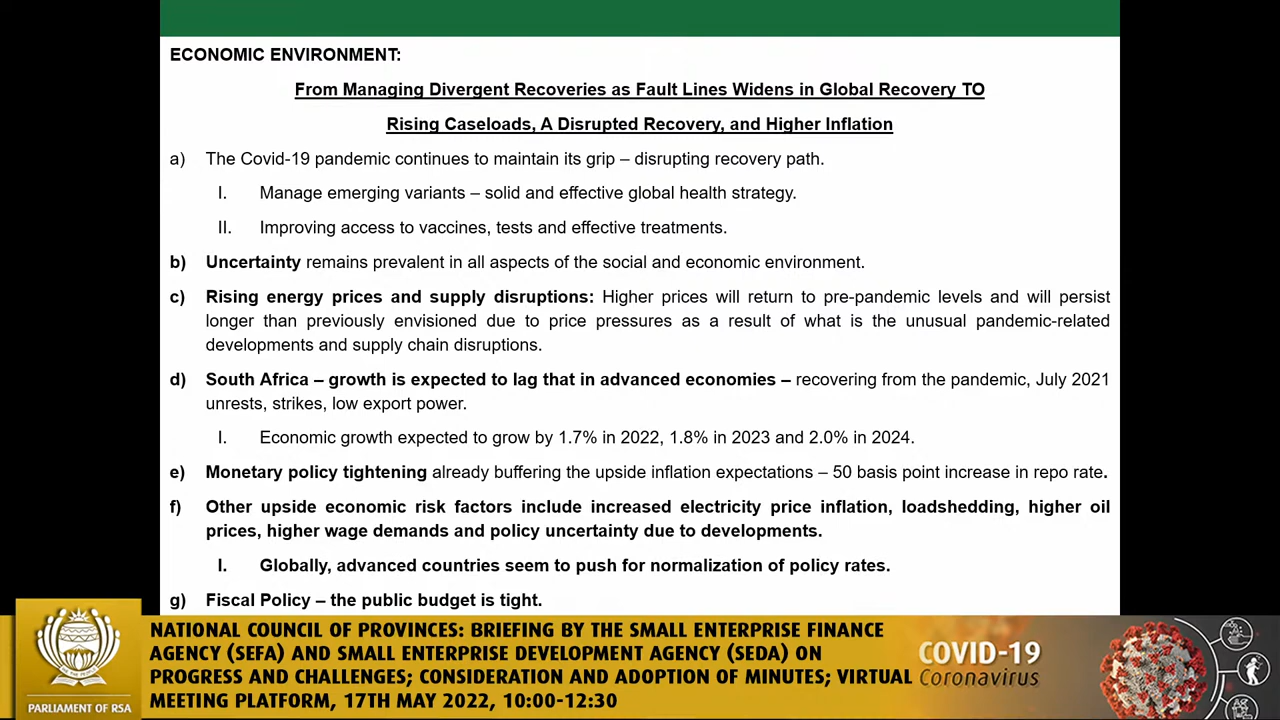 ECONOMIC ENVIRONMENT:
From Managing Divergent Recoveries as Fault Lines Widens in Global Recovery TO
Rising Caseloads, A Disrupted Recovery, and Higher Inflation
a) The Covid-19 pandemic continues to maintain its grip – disrupting recovery path.
I. Manage emerging variants – solid and effective global health strategy.
II. Improving access to vaccines, tests and effective treatments.
b) Uncertainty remains prevalent in all aspects of the social and economic environment.
c) Rising energy prices and supply disruptions: Higher prices will return to pre-pandemic levels and will persist
longer than previously envisioned due to price pressures as a result of what is the unusual pandemic-related
developments and supply chain disruptions.
d) South Africa – growth is expected to lag that in advanced economies – recovering from the pandemic, July 2021
unrests, strikes, low export power.
I. Economic growth expected to grow by 1.7% in 2022, 1.8% in 2023 and 2.0% in 2024.
e) Monetary policy tightening already buffering the upside inflation expectations – 50 basis point increase in repo rate.
f) Other upside economic risk factors include increased electricity price inflation, loadshedding, higher oil
prices, higher wage demands and policy uncertainty due to developments.
I. Globally, advanced countries seem to push for normalization of policy rates.
g) Fiscal Policy – the public budget is tight.
NATIONAL COUNCIL OF PROVINCES: BRIEFING BY THE SMALL ENTERPRISE FINANCE
AGENCY (SEFA) AND SMALL ENTERPRISE DEVELOPMENT AGENCY (SEDA) ON
PROGRESS AND CHALLENGES; CONSIDERATION AND ADOPTION OF MINUTES; VIRTUAL
MEETING PLATFORM, 17TH MAY 2022, 10:00-12:30
PARLIAMENT OF RSA
COVID-19
Coronavirus